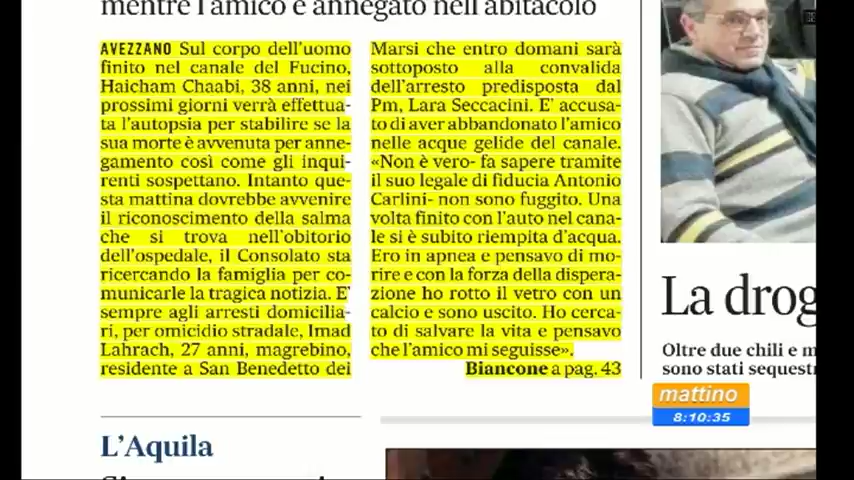 mentre l'amico è annegato nell'abitacolo
AVEZZANO Sul corpo dell'uomo
finito nel canale del Fucino,
Haicham Chaabi, 38 anni, nei
prossimi giorni verrà effettua-
ta l'autopsia per stabilire se la
sua morte è avvenuta per anne-
gamento così come gli inqui-
renti sospettano. Intanto que-
sta mattina dovrebbe avvenire
il riconoscimento della salma
che si trova nell'obitorio
dell'ospedale, il Consolato sta
ricercando la famiglia per co-
municarle la tragica notizia. E'
sempre agli arresti domicilia-
ri, per omicidio stradale, Imad
Lahrach, 27 anni, magrebino,
residente a San Benedetto dei
Marsi che entro domani sarà
sottoposto alla convalida
dell'arresto predisposta dal
Pm, Lara Seccacini. E' accusa-
to di aver abbandonato l'amico
nelle acque gelide del canale.
«Non è vero- fa sapere tramite
il suo legale di fiducia Antonio
Carlini- non sono fuggito. Una
volta finito con l'auto nel cana-
le si è subito riempita d'acqua.
Ero in apnea e pensavo di mo-
rire e con la forza della dispera-
zione ho rotto il vetro con un
calcio e sono uscito. Ho cerca-
to di salvare la vita e pensavo
che l'amico mi seguisse».
Biancone a pag. 43
La drog
Oltre due chili e m
sono stati sequest
mattino
8:10:35
L'Aquila